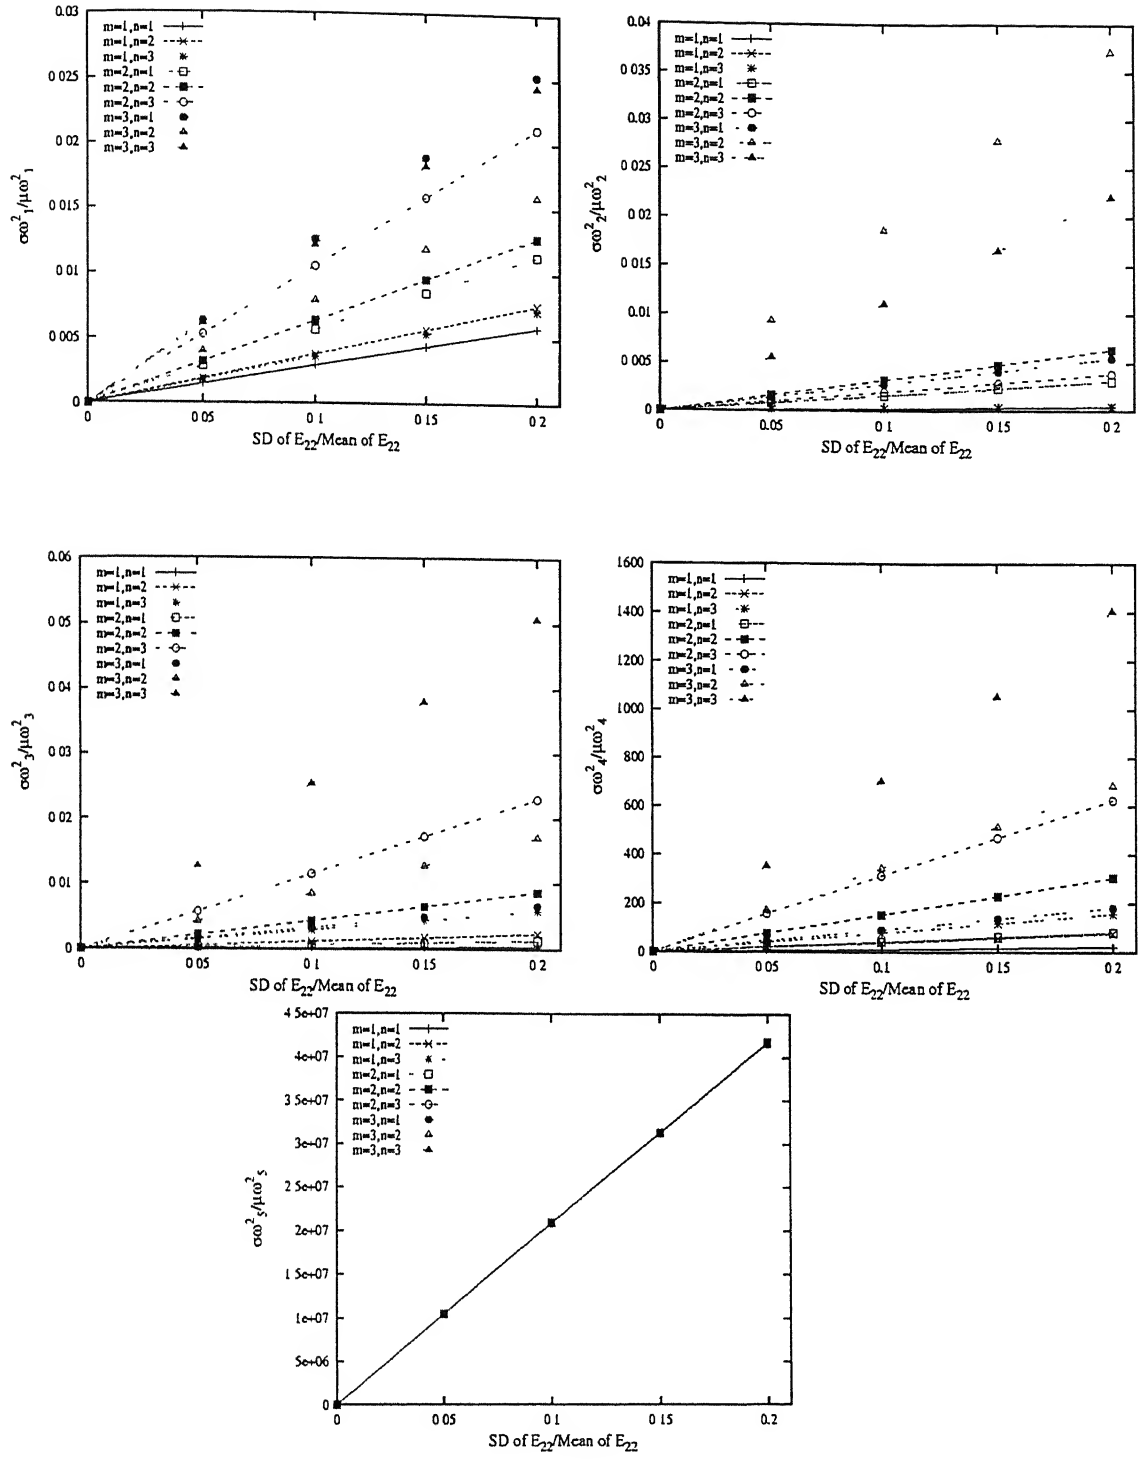 0.03
0.025
0.02
0.015
0.01
0.005
0
m=1,n=1
m=1,n=2
m=1,n=3
m=2,n=1
m=2,n=2
m=2,n=3
m=3,n=1
m=3,n=2
m=3,n=3
σω²₁/μω²₁
0 0.05 0.1 0.15 0.2
SD of E₂₂/Mean of E₂₂
0.04
0.035
0.03
0.025
0.02
0 015
0.01
0.005
0
m=1,n=1
m=1,n=2
m=1,n=3
m=2,n=1
m=2,n=2
m=2,n=3
m=3,n=1
m=3,n=2
m=3,n=3
σω²₂/μω²₂
0 0.05 0.1 0.15 0 2
SD of E₂₂/Mean of E₂₂
0.06
0.05
0 04
0 03
0 02
0 01
0
m=1,n=1
m=1,n=2
m=1,n=3
m=2,n=1
m=2,n=2
m=2,n=3
m=3,n=1
m=3,n=2
m=3,n=3
σω²₃/μω²₃
0 0 05 0.1 0.15 0.2
SD of E₂₂/Mean of E₂₂
1600
1400
1200
1000
800
600
400
200
0
m=1,n=1
m=1,n=2
m=1,n=3
m=2,n=1
m=2,n=2
m=2,n=3
m=3,n=1
m=3,n=2
m=3,n=3
σω²₄/μω²₄
0 0.05 0.1 0.15 0.2
SD of E₂₂/Mean of E₂₂
4 5e+07
4e+07
3 5e+07
3e+07
2 5e+07
2e+07
1 5e+07
1e+07
5e+06
0
m=1,n=1
m=1,n=2
m=1,n=3
m=2,n=1
m=2,n=2
m=2,n=3
m=3,n=1
m=3,n=2
m=3,n=3
σω²₅/μω²₅
0 0 05 0 1 0 15 0.2
SD of E₂₂/Mean of E₂₂